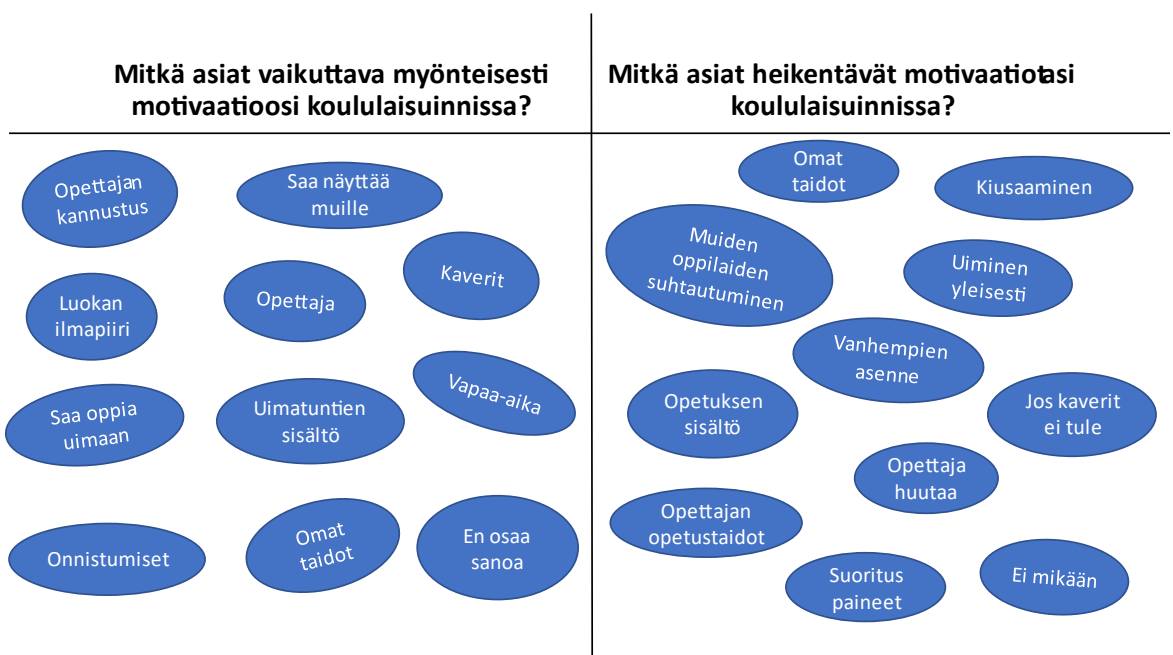 Mitkä asiat vaikuttava myönteisesti
motivaatioosi koululaisuinnissa?
Opettajan
kannustus
Saa näyttää
muille
Kaverit
Luokan
ilmapiiri
Opettaja
Vapaa-aika
Saa oppia
uimaan
Uimatuntien
sisältö
Onnistumiset
Omat
taidot
En osaa
sanoa
Mitkä asiat heikentävät motivaatiotasi
koululaisuinnissa?
Omat
taidot
Kiusaaminen
Muiden
oppilaiden
suhtautuminen
Uiminen
yleisesti
Vanhempien
asenne
Opetuksen
sisältö
Jos kaverit
ei tule
Opettaja
huutaa
Opettajan
opetustaidot
Suoritus
paineet
Ei mikään